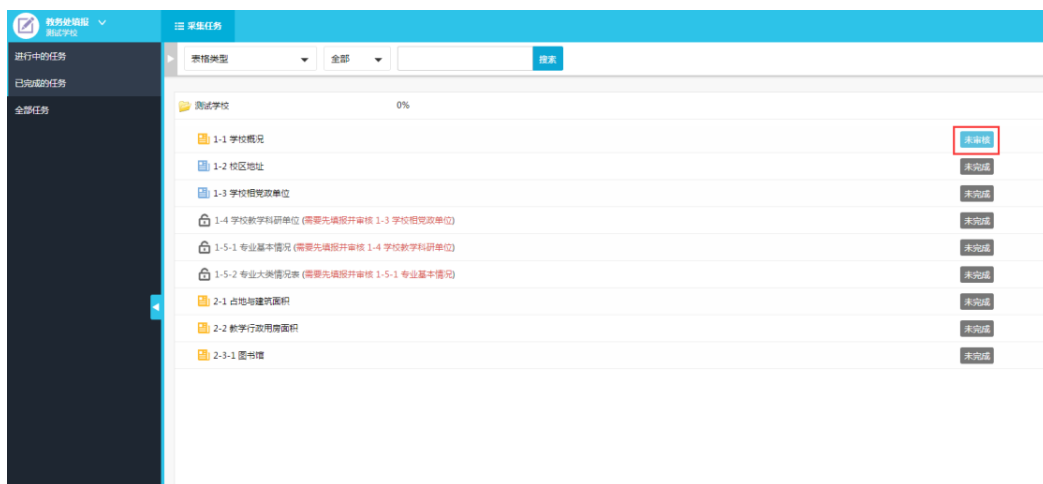 教务处填报
测试学校
采集任务
进行中的任务
已完成的任务
全部任务
表格类型 全部 搜索
测试学校 0%
1-1 学校概况 未审核
1-2 校区地址 未完成
1-3 学校相党政单位 未完成
1-4 学校教学科研单位 (需要先填报并审核 1-3 学校相党政单位) 未完成
1-5-1 专业基本情况 (需要先填报并审核 1-4 学校教学科研单位) 未完成
1-5-2 专业大类情况表 (需要先填报并审核 1-5-1 专业基本情况) 未完成
2-1 占地与建筑面积 未完成
2-2 教学行政用房面积 未完成
2-3-1 图书馆 未完成